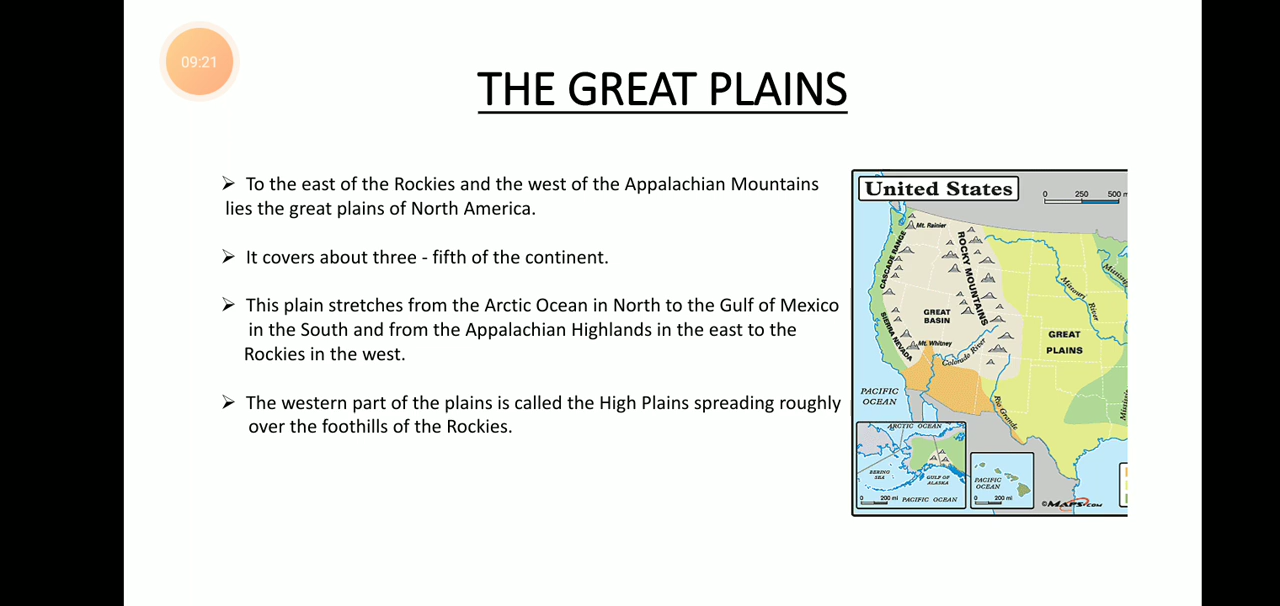 09:21
THE GREAT PLAINS
➢ To the east of the Rockies and the west of the Appalachian Mountains
lies the great plains of North America.
➢ It covers about three - fifth of the continent.
➢ This plain stretches from the Arctic Ocean in North to the Gulf of Mexico
in the South and from the Appalachian Highlands in the east to the
Rockies in the west.
➢ The western part of the plains is called the High Plains spreading roughly
over the foothills of the Rockies.
United States
0 250 500 m
Mt. Rainier
CASCADE RANGE
ROCKY MOUNTAINS
Missouri River
GREAT
BASIN
GREAT
PLAINS
SIERRA NEVADA
Mt. Whitney
Colorado River
PACIFIC
OCEAN
Rio Grande
ARCTIC OCEAN
BERING
SEA
GULF OF
ALASKA
0 200 mi
PACIFIC OCEAN
PACIFIC
OCEAN
0 200 mi
©MAPS.COM